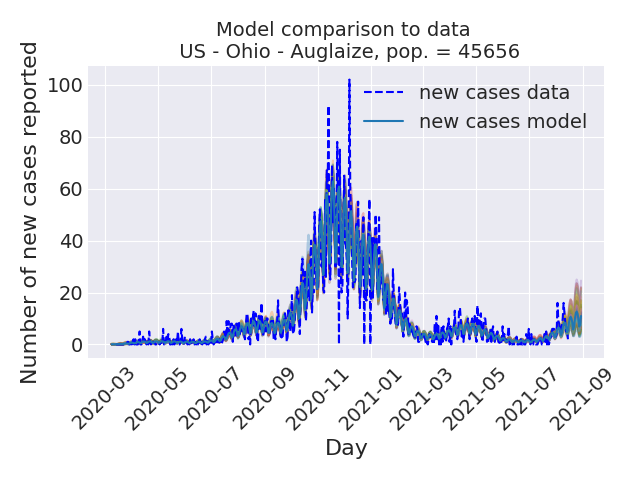 Model comparison to data
US - Ohio - Auglaize, pop. = 45656
Number of new cases reported
100
80
60
40
20
0
new cases data
new cases model
2020-03
2020-05
2020-07
2020-09
2020-11
2021-01
2021-03
2021-05
2021-07
2021-09
Day